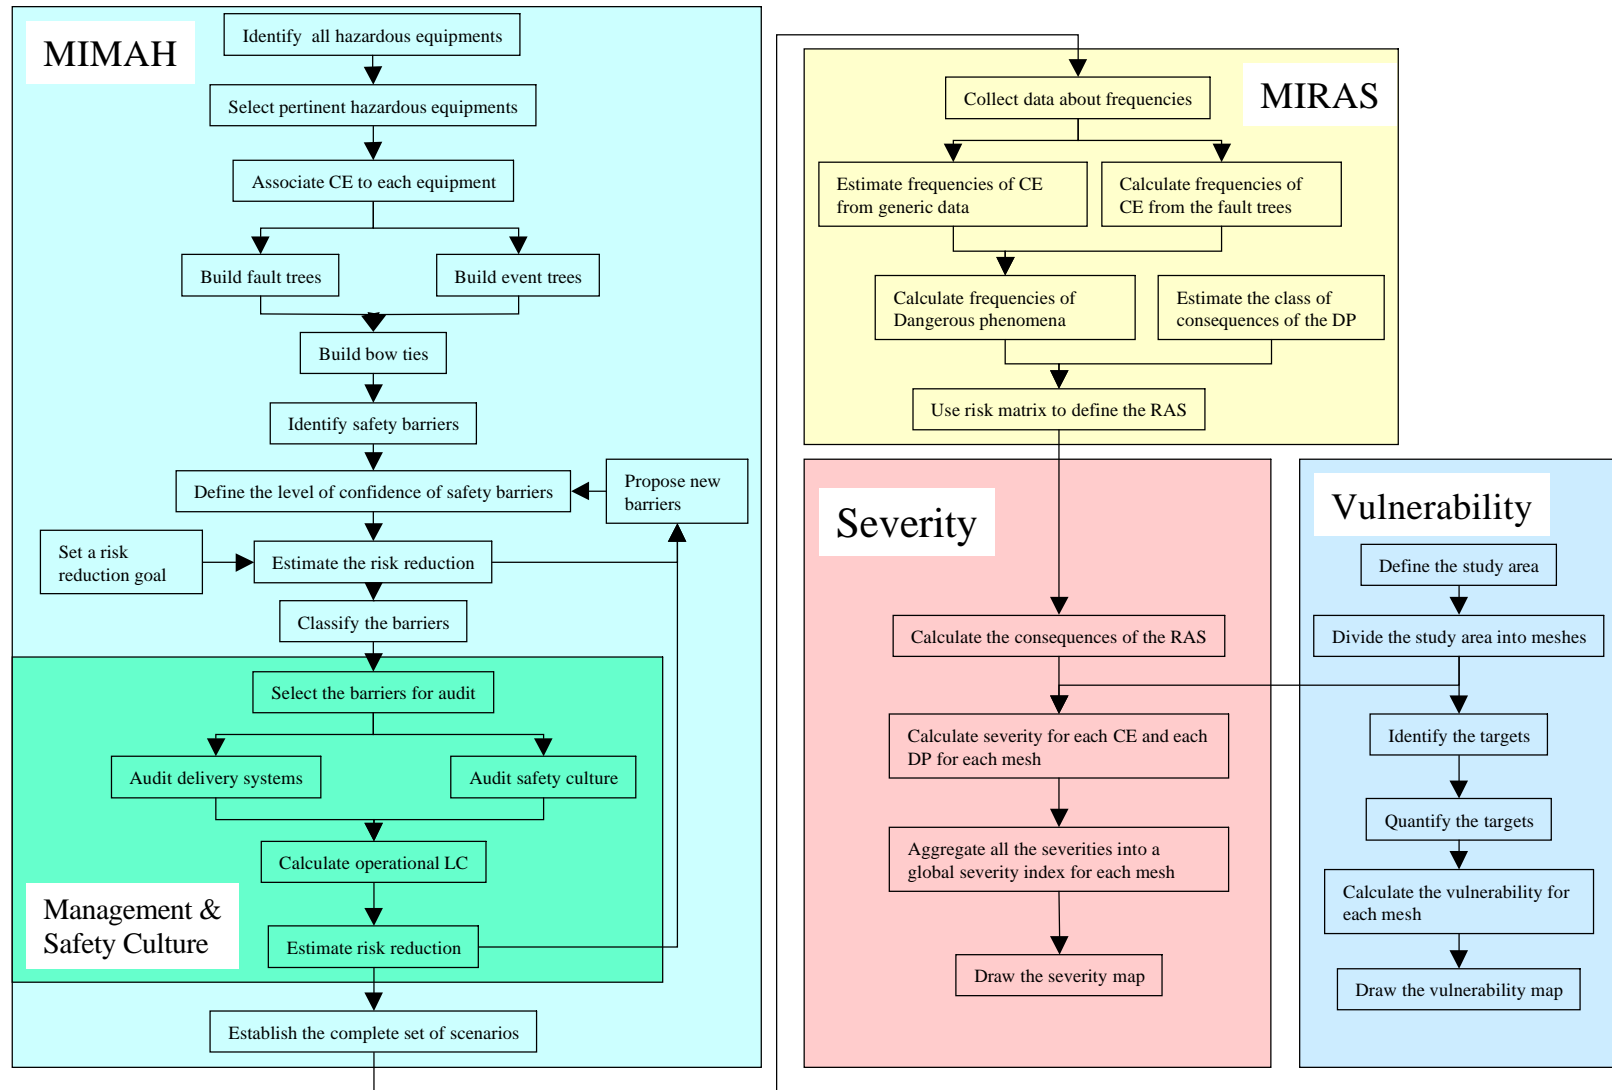 MIMAH
Identify all hazardous equipments
Select pertinent hazardous equipments
Associate CE to each equipment
Build fault trees
Build event trees
Build bow ties
Identify safety barriers
Define the level of confidence of safety barriers
Propose new
barriers
Set a risk
reduction goal
Estimate the risk reduction
Classify the barriers
Select the barriers for audit
Audit delivery systems
Audit safety culture
Calculate operational LC
Management &
Safety Culture
Estimate risk reduction
Establish the complete set of scenarios
MIRAS
Collect data about frequencies
Estimate frequencies of CE
from generic data
Calculate frequencies of
CE from the fault trees
Calculate frequencies of
Dangerous phenomena
Estimate the class of
consequences of the DP
Use risk matrix to define the RAS
Severity
Calculate the consequences of the RAS
Calculate severity for each CE and each
DP for each mesh
Aggregate all the severities into a
global severity index for each mesh
Draw the severity map
Vulnerability
Define the study area
Divide the study area into meshes
Identify the targets
Quantify the targets
Calculate the vulnerability for
each mesh
Draw the vulnerability map